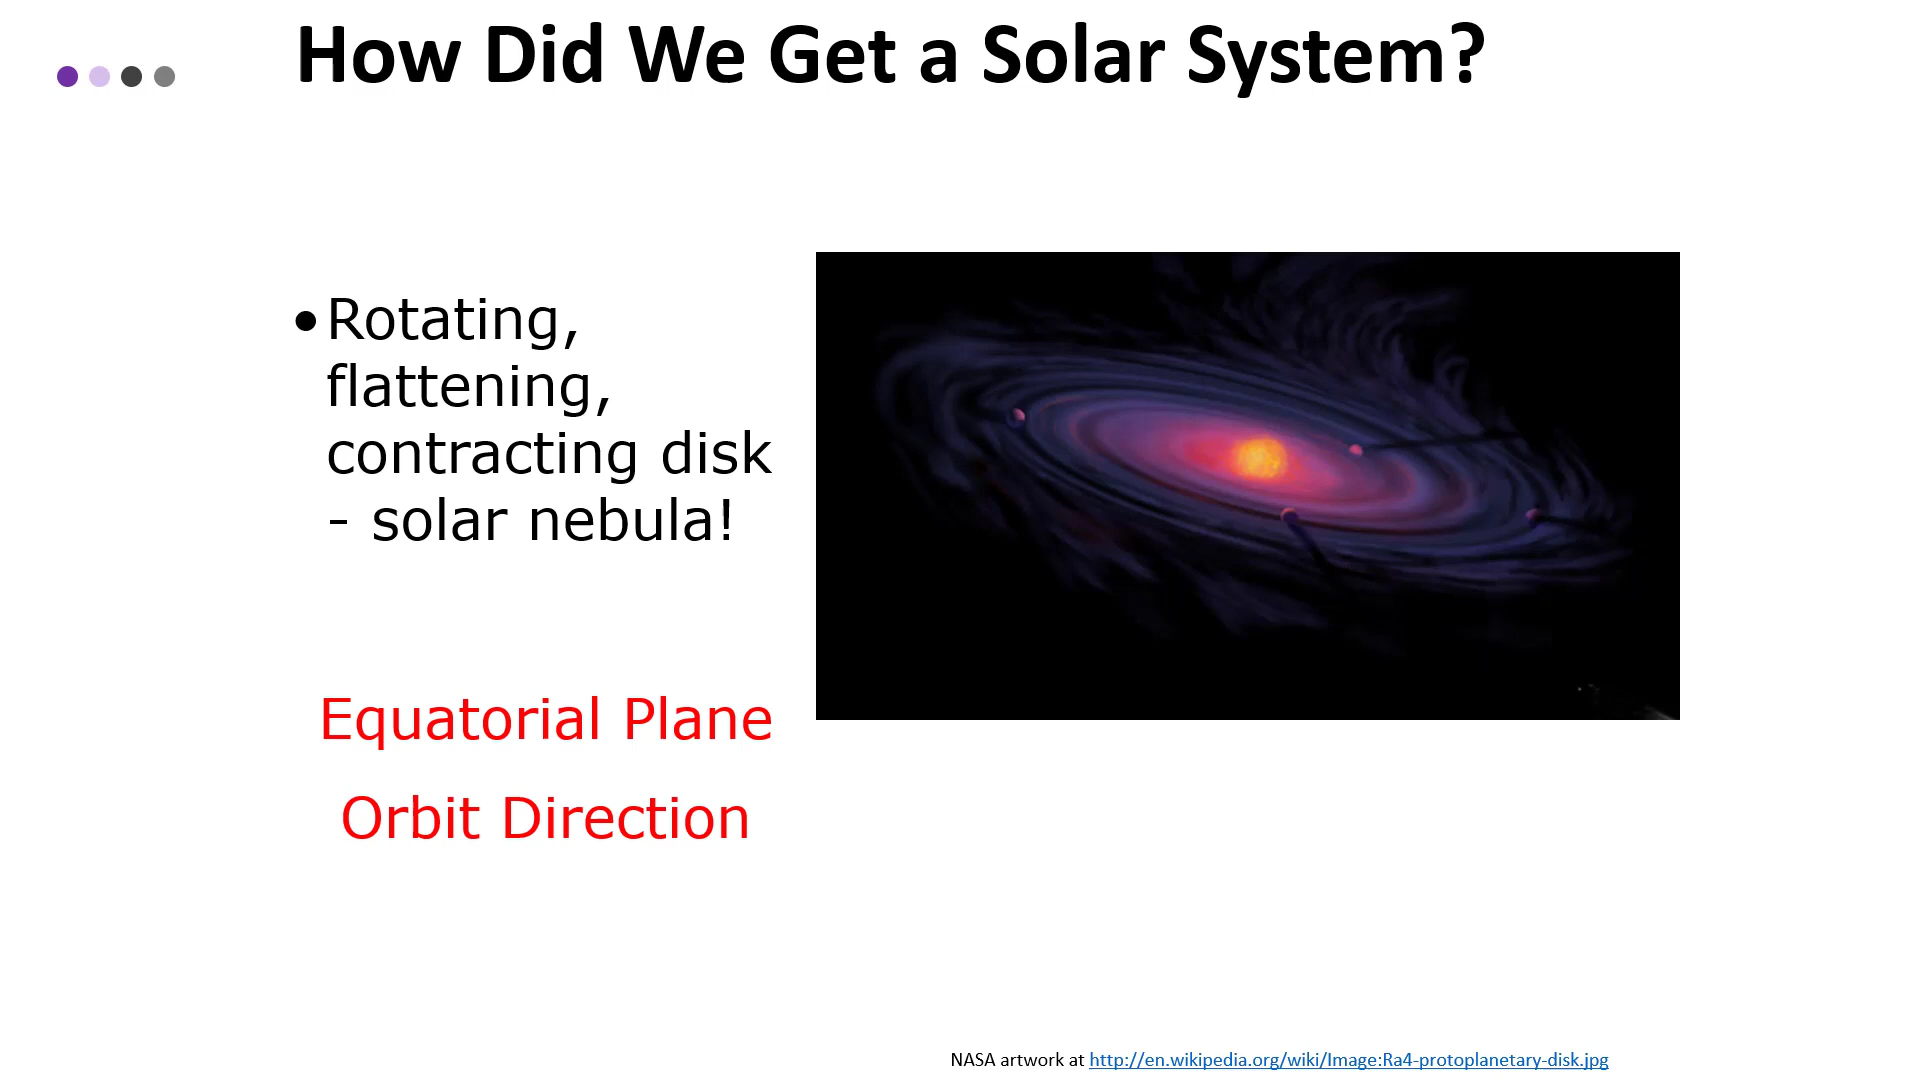 How Did We Get a Solar System?
•Rotating,
flattening,
contracting disk
- solar nebula!
Equatorial Plane
Orbit Direction
NASA artwork at http://en.wikipedia.org/wiki/Image:Ra4-protoplanetary-disk.jpg